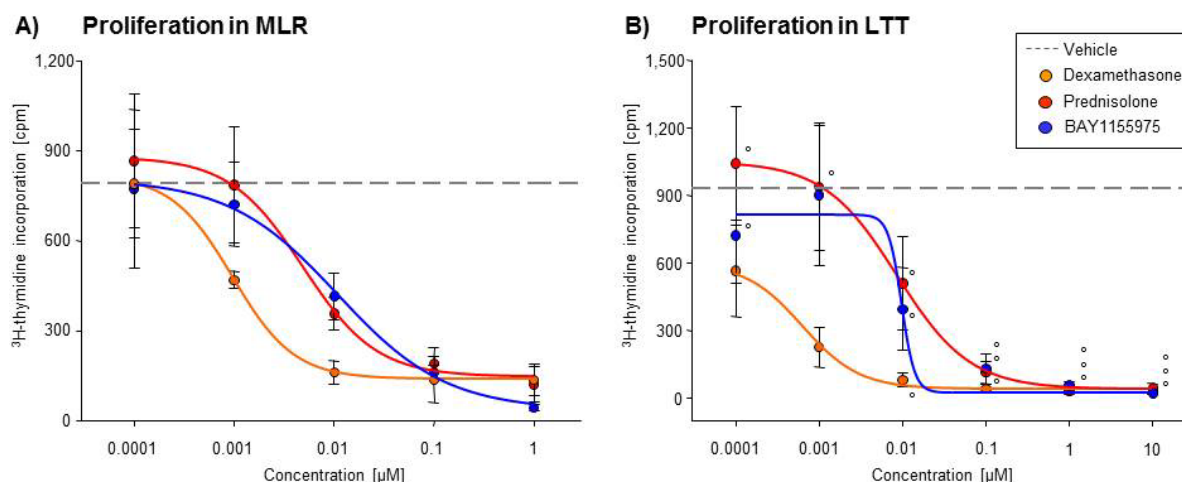 A) Proliferation in MLR
1,200
900
600
300
0
³H-thymidine incorporation [cpm]
0.0001 0.001 0.01 0.1 1
Concentration [µM]
B) Proliferation in LTT
1,500
1,200
900
600
300
0
³H-thymidine incorporation [cpm]
0.0001 0.001 0.01 0.1 1 10
Concentration [µM]
Vehicle
Dexamethasone
Prednisolone
BAY1155975